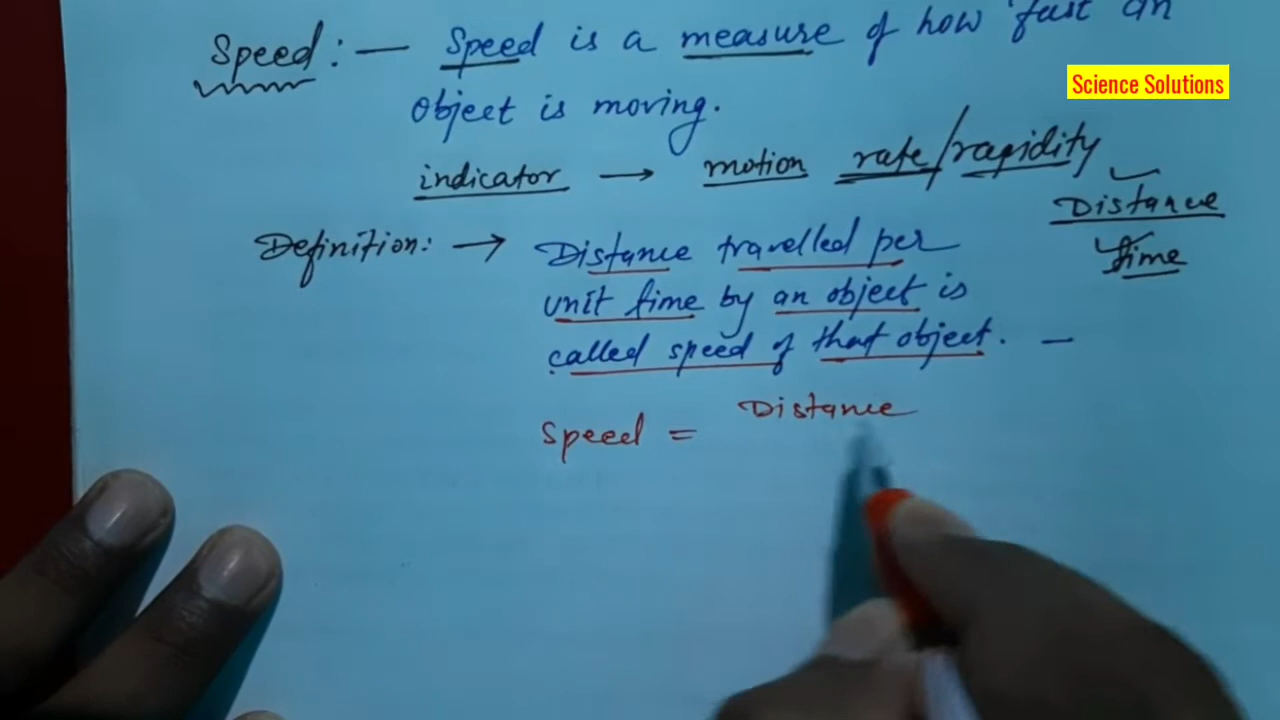 Speed : — Speed is a measure of how fast an
Science Solutions
object is moving.
indicator → motion rate/rapidity
Distance
time
Definition: → Distance travelled per
unit time by an object is
called speed of that object. —
Speed = Distance